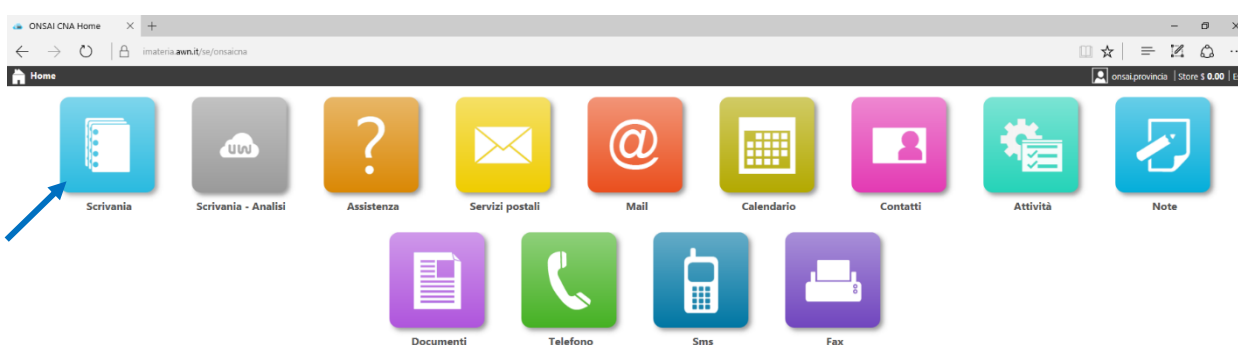 ONSAI CNA Home
imateria.awn.it/se/onsaicna
Home
onsai.provincia | Store $ 0.00 | E
UW
Scrivania Scrivania - Analisi Assistenza Servizi postali Mail Calendario Contatti Attività Note
Documenti Telefono Sms Fax